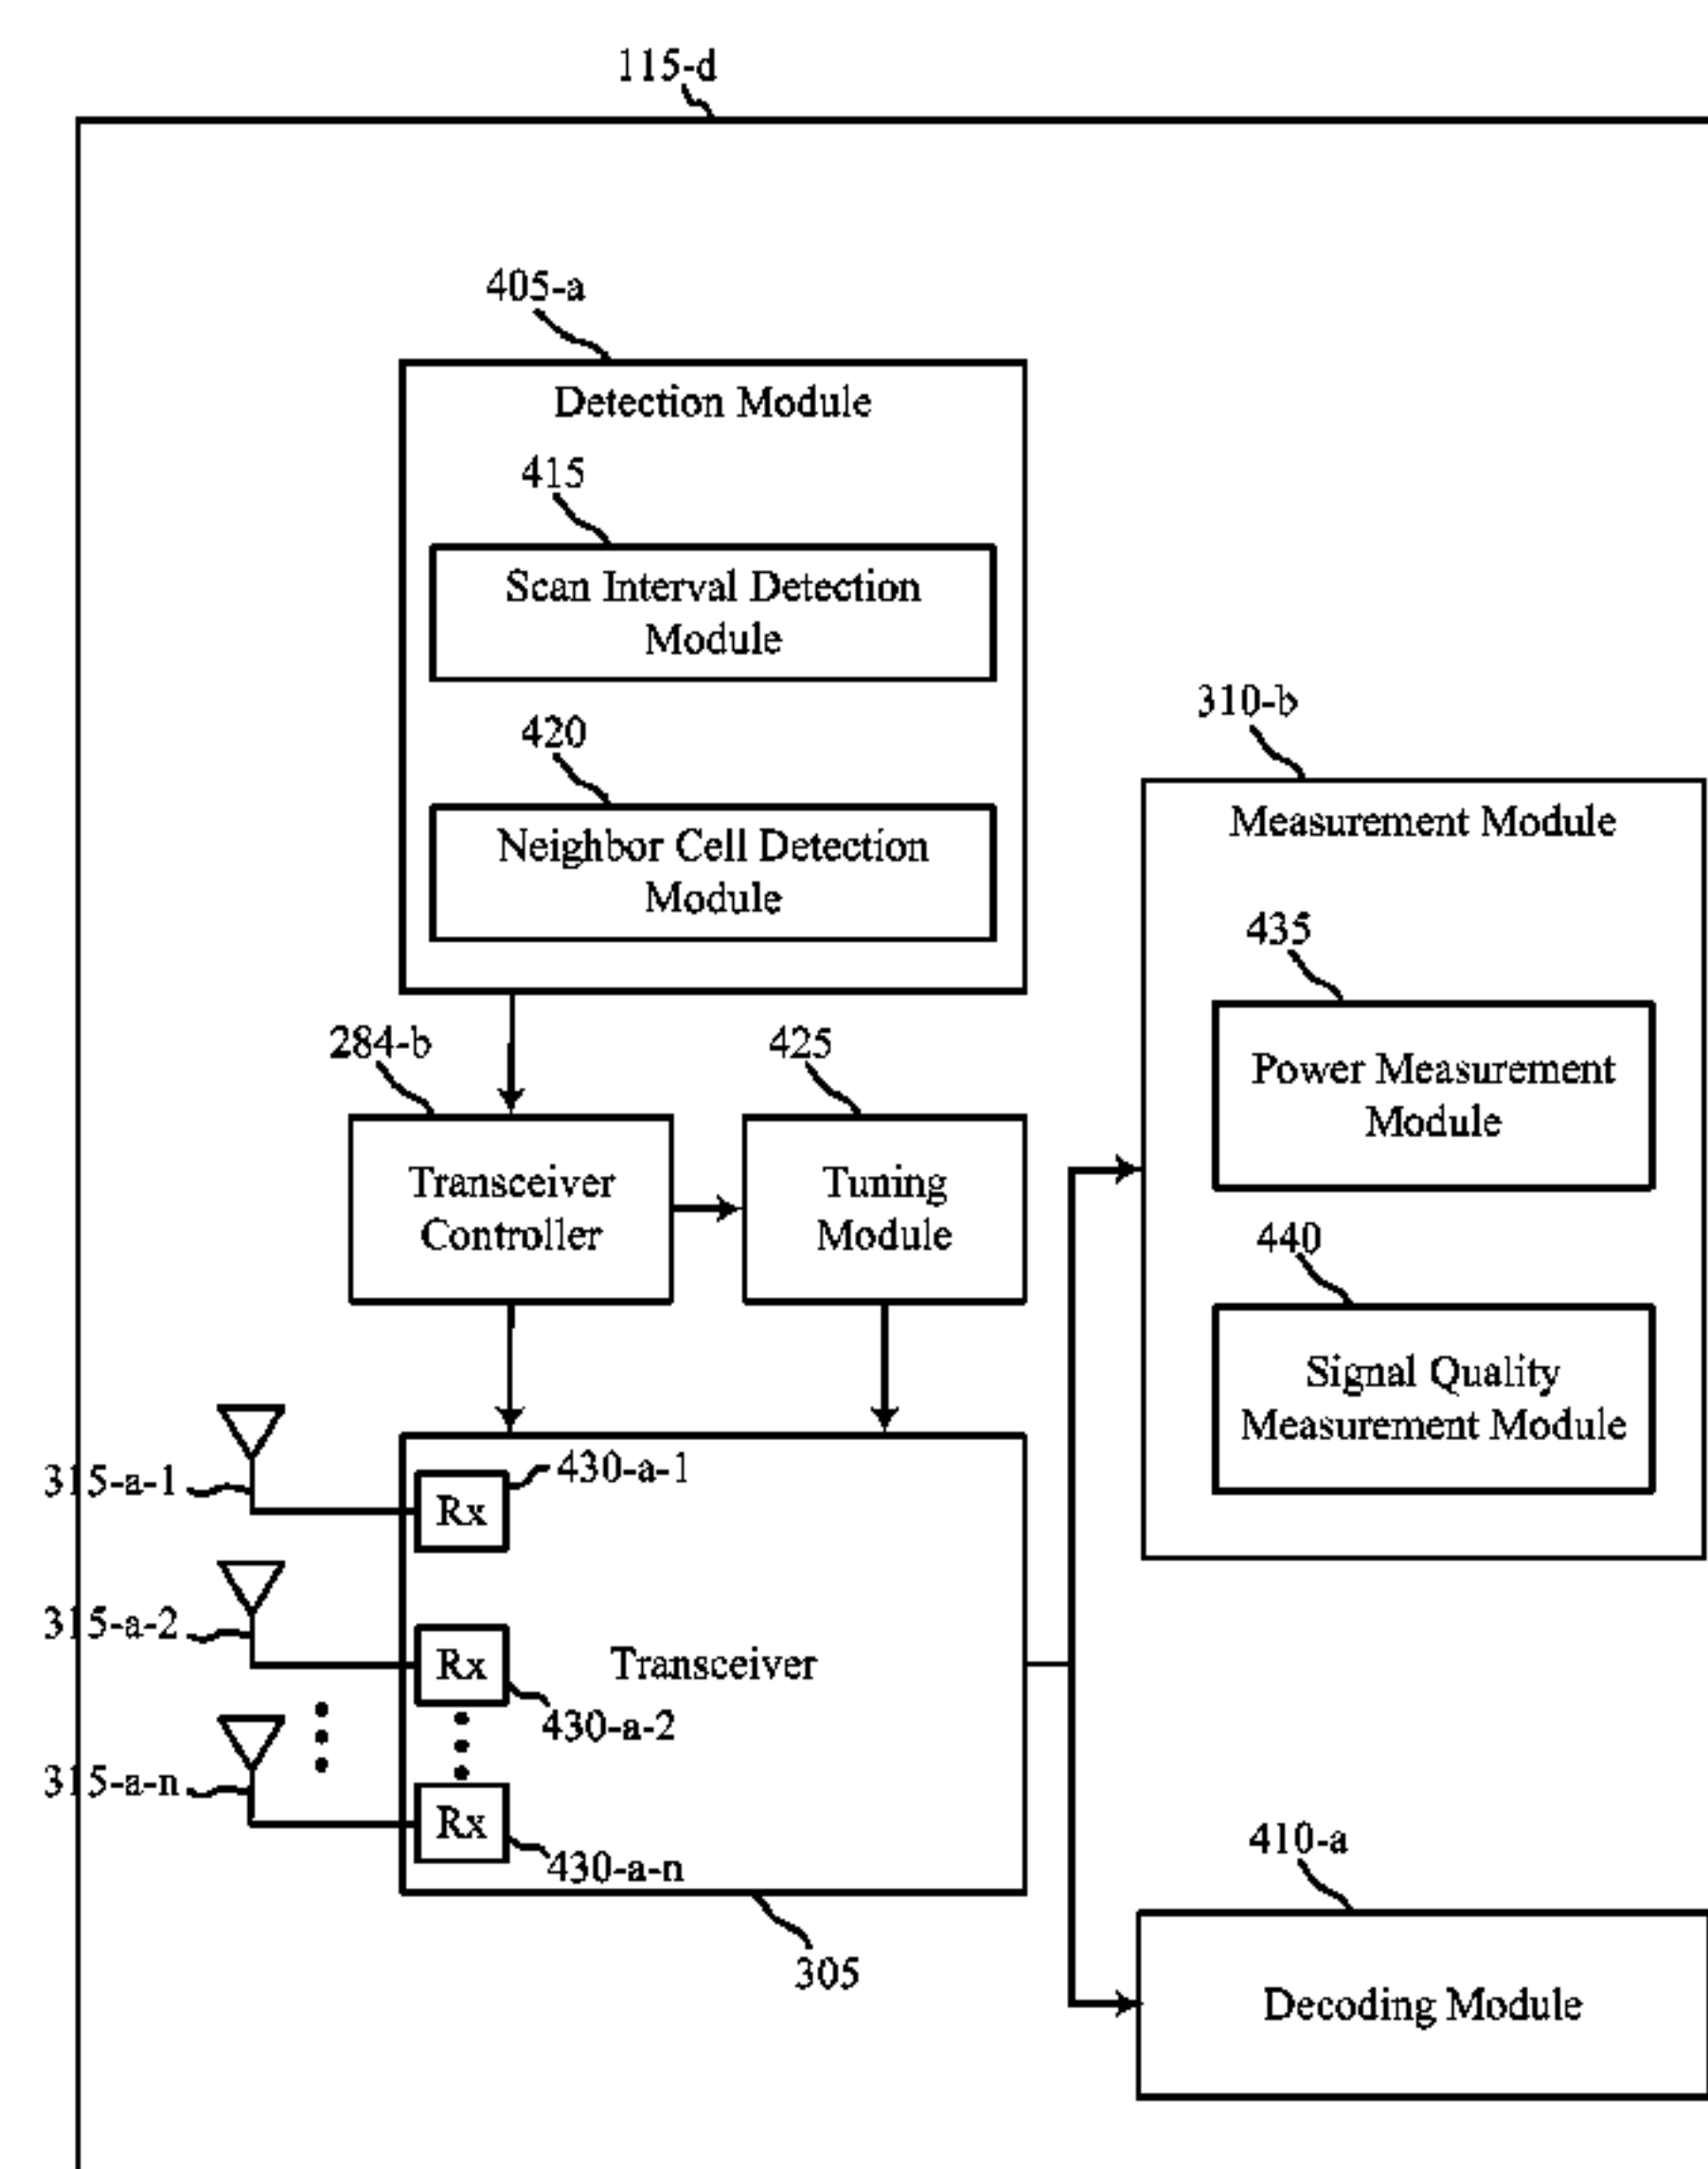 115-d
405-a
Detection Module
415
Scan Interval Detection
Module
420
Neighbor Cell Detection
Module
310-b
Measurement Module
435
Power Measurement
Module
440
Signal Quality
Measurement Module
284-b
Transceiver
Controller
425
Tuning
Module
315-a-1
Rx
430-a-1
315-a-2
Rx
Transceiver
430-a-2
315-a-n
Rx
430-a-n
305
410-a
Decoding Module